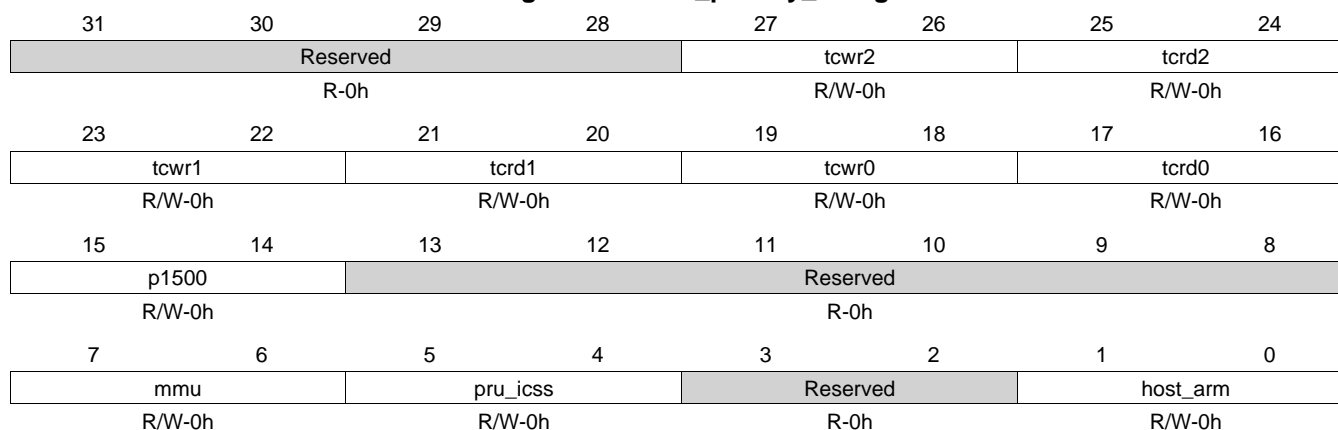 31 30 29 28 27 26 25 24
Reserved tcwr2 tcrd2
R-0h R/W-0h R/W-0h
23 22 21 20 19 18 17 16
tcwr1 tcrd1 tcwr0 tcrd0
R/W-0h R/W-0h R/W-0h R/W-0h
15 14 13 12 11 10 9 8
p1500 Reserved
R/W-0h R-0h
7 6 5 4 3 2 1 0
mmu pru_icss Reserved host_arm
R/W-0h R/W-0h R-0h R/W-0h